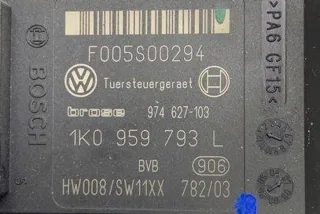 F005S00294
Tuersteuergeraet
brose 974 627-103
1K0 959 793 L
BVB 906
HW008/SW11XX 782/03
BOSCH
>PA6 GF15<